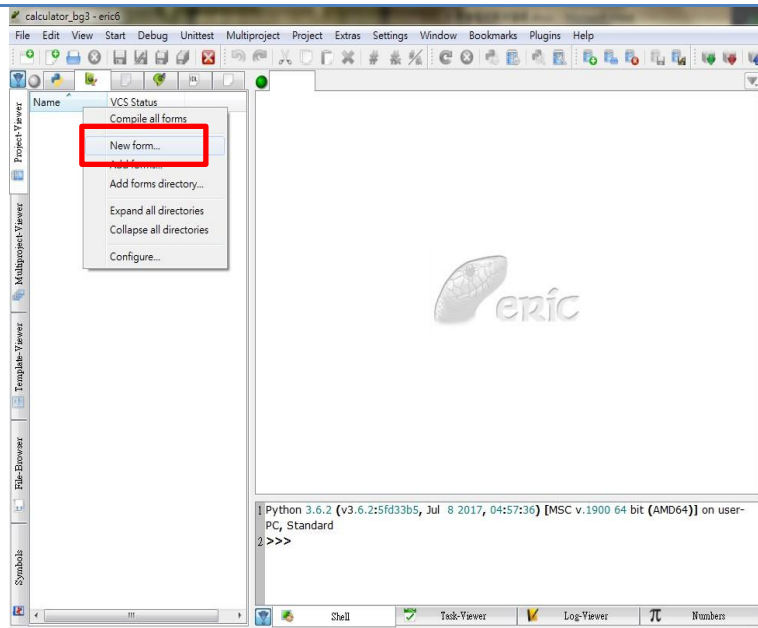 calculator_bg3 - eric6
File Edit View Start Debug Unittest Multiproject Project Extras Settings Window Bookmarks Plugins Help
Name VCS Status
Compile all forms
New form...
Add forms...
Add forms directory...
Expand all directories
Collapse all directories
Configure...
Project-Viewer
Multiproject-Viewer
Template-Viewer
File-Browser
Symbols
eric
1 Python 3.6.2 (v3.6.2:5fd33b5, Jul 8 2017, 04:57:36) [MSC v.1900 64 bit (AMD64)] on user-
PC, Standard
2 >>>
Shell Task-Viewer Log-Viewer π Numbers